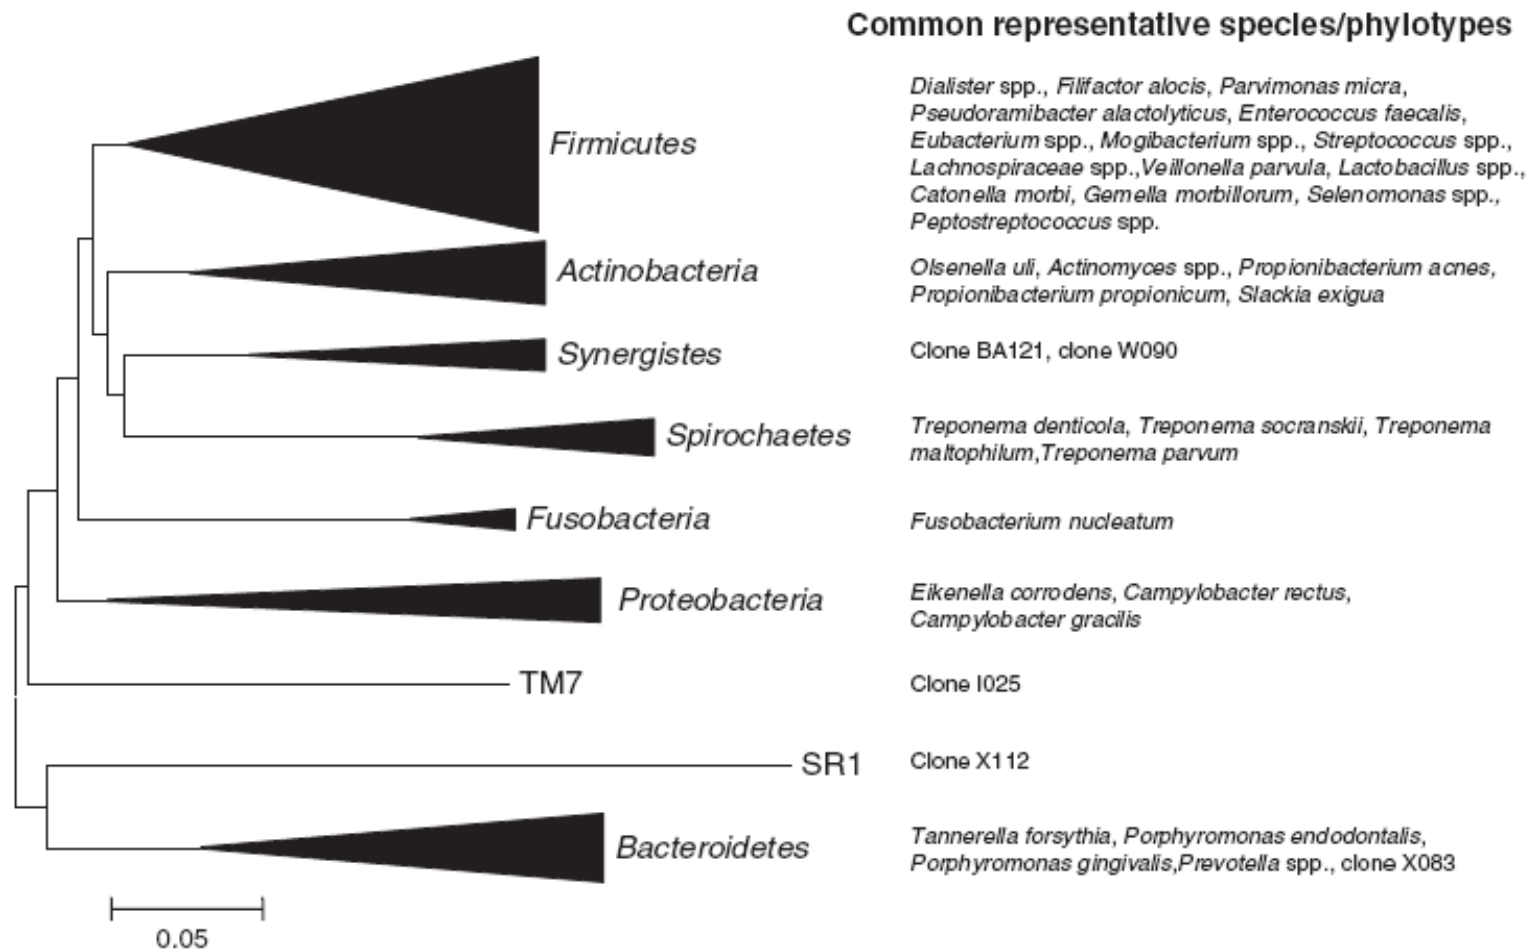 Common representative species/phylotypes
Firmicutes
Dialister spp., Filifactor alocis, Parvimonas micra,
Pseudoramibacter alactolyticus, Enterococcus faecalis,
Eubacterium spp., Mogibacterium spp., Streptococcus spp.,
Lachnospiraceae spp.,Veillonella parvula, Lactobacillus spp.,
Catonella morbi, Gemella morbillorum, Selenomonas spp.,
Peptostreptococcus spp.
Actinobacteria
Olsenella uli, Actinomyces spp., Propionibacterium acnes,
Propionibacterium propionicum, Slackia exigua
Synergistes
Clone BA121, clone W090
Spirochaetes
Treponema denticola, Treponema socranskii, Treponema
maltophilum,Treponema parvum
Fusobacteria
Fusobacterium nucleatum
Proteobacteria
Eikenella corrodens, Campylobacter rectus,
Campylobacter gracilis
TM7
Clone I025
SR1
Clone X112
Bacteroidetes
Tannerella forsythia, Porphyromonas endodontalis,
Porphyromonas gingivalis,Prevotella spp., clone X083
0.05